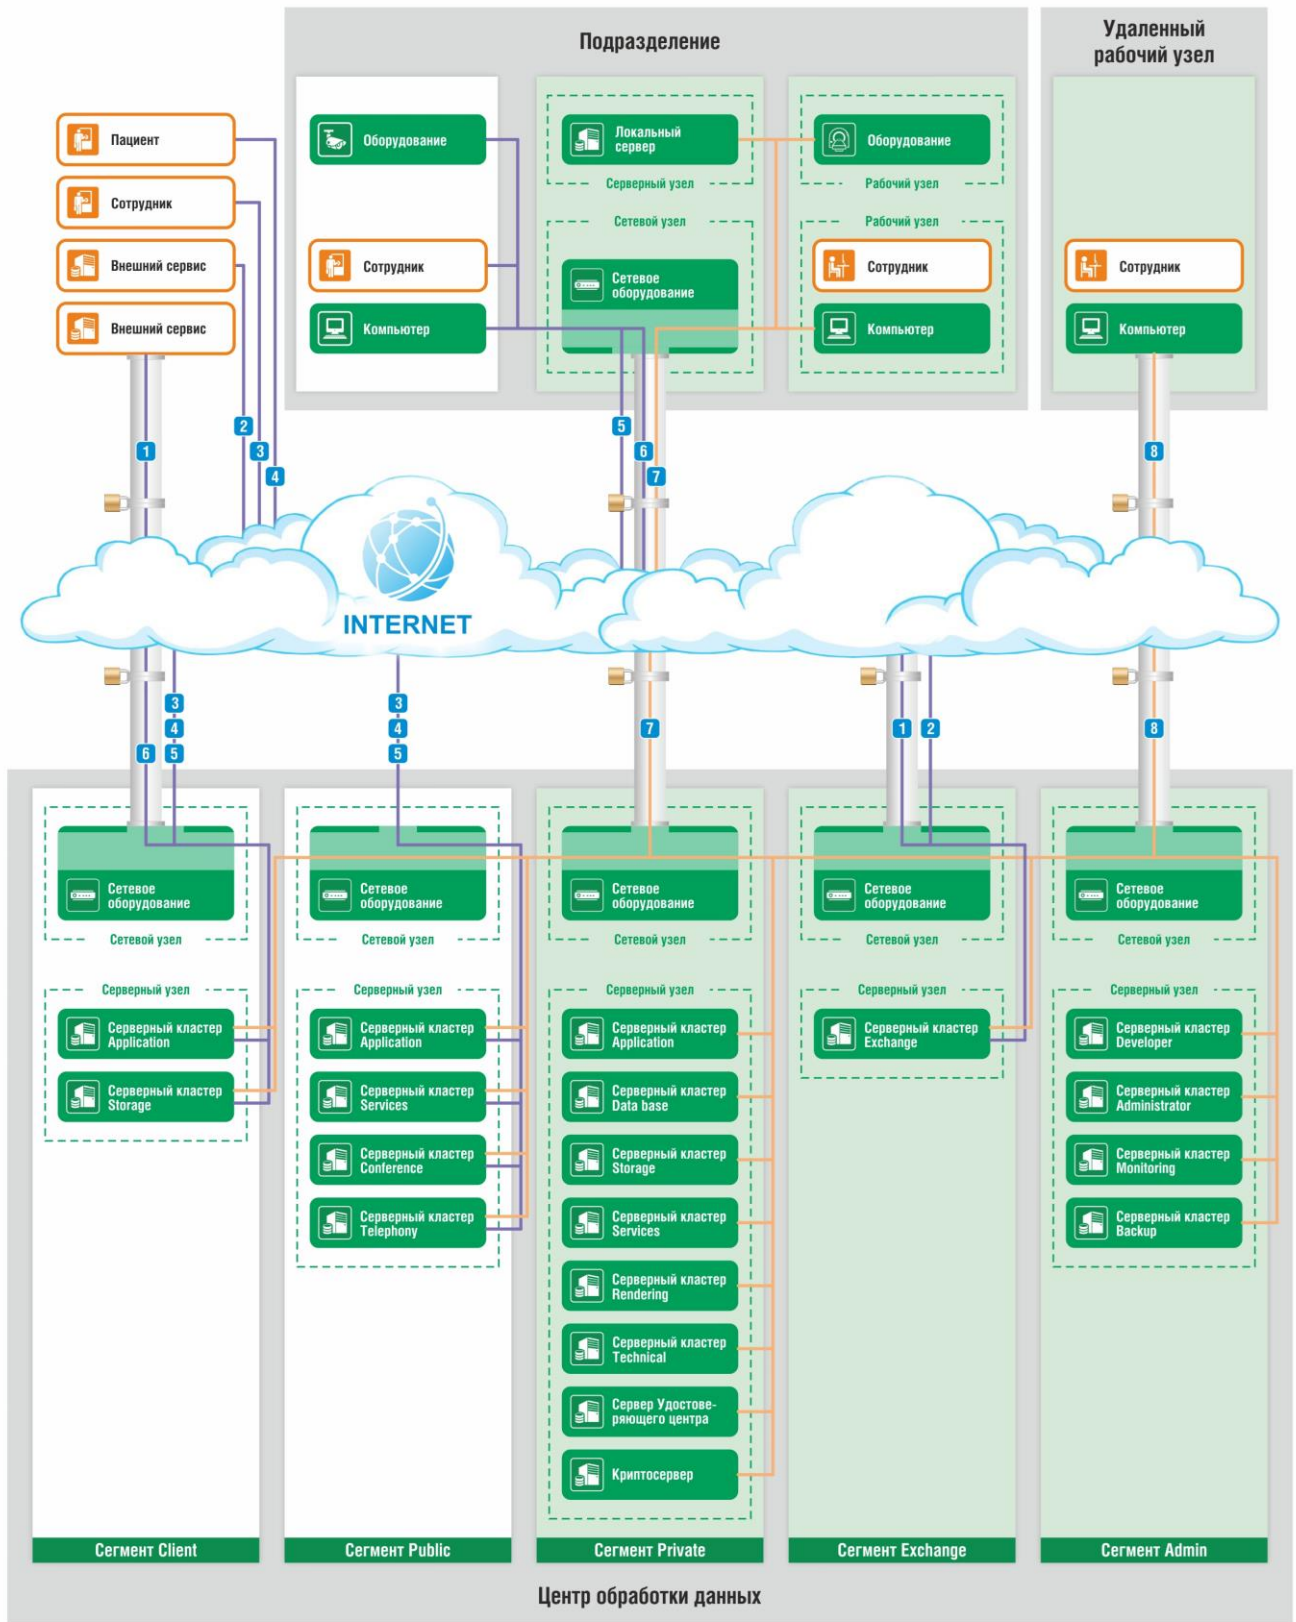 Подразделение
Удаленный
рабочий узел
Пациент
Сотрудник
Внешний сервис
Внешний сервис
Оборудование
Сотрудник
Компьютер
Локальный
сервер
Серверный узел
Сетевой узел
Сетевое
оборудование
Оборудование
Рабочий узел
Рабочий узел
Сотрудник
Компьютер
Сотрудник
Компьютер
1
2
3
4
5
6
7
8
INTERNET
6
3
4
5
3
4
5
7
1
2
8
Сетевое
оборудование
Сетевой узел
Серверный узел
Серверный кластер
Application
Серверный кластер
Storage
Сегмент Client
Сетевое
оборудование
Сетевой узел
Серверный узел
Серверный кластер
Application
Серверный кластер
Services
Серверный кластер
Conference
Серверный кластер
Telephony
Сегмент Public
Сетевое
оборудование
Сетевой узел
Серверный узел
Серверный кластер
Application
Серверный кластер
Data base
Серверный кластер
Storage
Серверный кластер
Services
Серверный кластер
Rendering
Серверный кластер
Technical
Сервер Удостове-
ряющего центра
Криптосервер
Сегмент Private
Сетевое
оборудование
Сетевой узел
Серверный узел
Серверный кластер
Exchange
Сегмент Exchange
Сетевое
оборудование
Сетевой узел
Серверный узел
Серверный кластер
Developer
Серверный кластер
Administrator
Серверный кластер
Monitoring
Серверный кластер
Backup
Сегмент Admin
Центр обработки данных